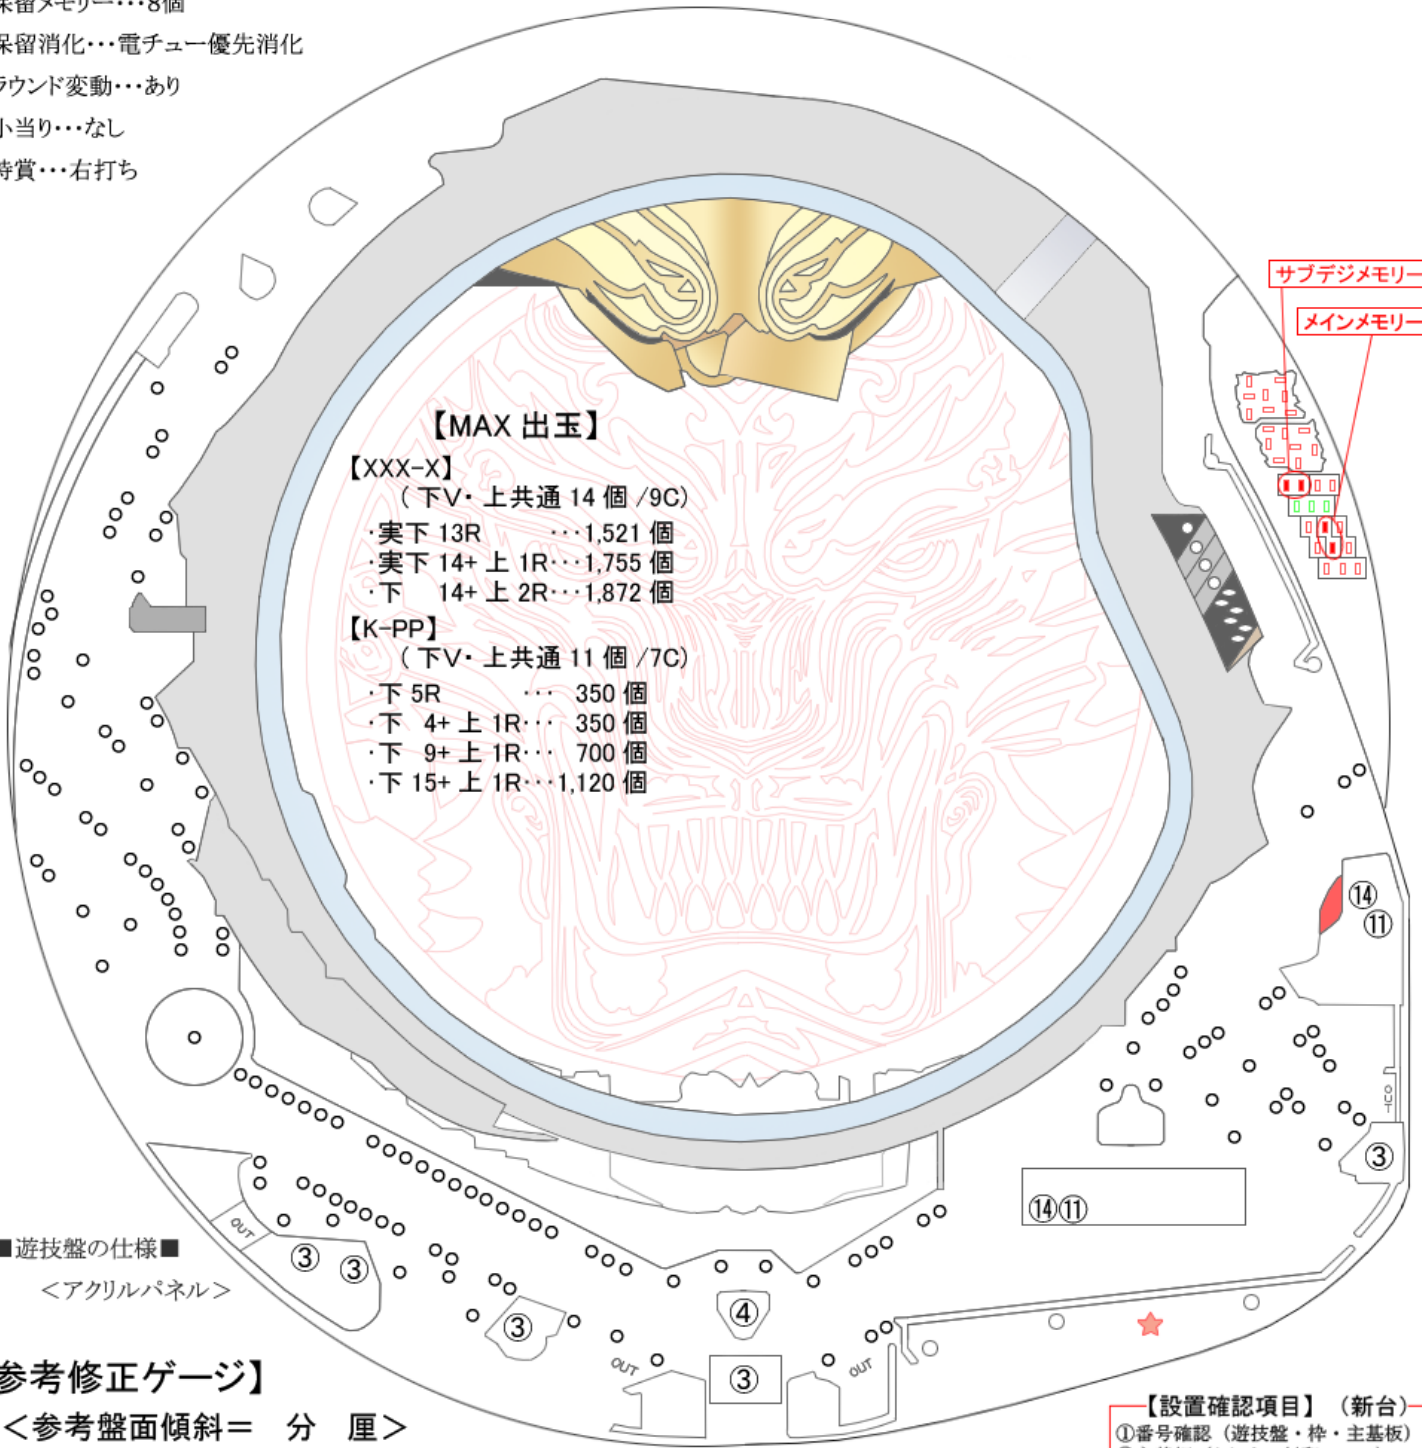 保留メモリー･･･8個
保留消化･･･電チュー優先消化
ラウンド変動･･･あり
小当り･･･なし
特賞･･･右打ち
サブデジメモリー
メインメモリー
【MAX 出玉】
【XXX-X】
（ 下V・ 上共通 14 個 /9C）
･実下 13R ･･･1,521 個
･実下 14+ 上 1R･･･1,755 個
･下 14+ 上 2R･･･1,872 個
【K-PP】
（ 下V・ 上共通 11 個 /7C）
･下 5R ･･･ 350 個
･下 4+ 上 1R･･･ 350 個
･下 9+ 上 1R･･･ 700 個
･下 15+ 上 1R･･･1,120 個
⑭
⑪
OUT
③
⑭⑪
OUT
③ ③
③
④
③
OUT
OUT
■遊技盤の仕様■
＜アクリルパネル＞
参考修正ゲージ】
＜参考盤面傾斜＝ 分 厘＞
【設置確認項目】（新台）
①番号確認（遊技盤・枠・主基板）